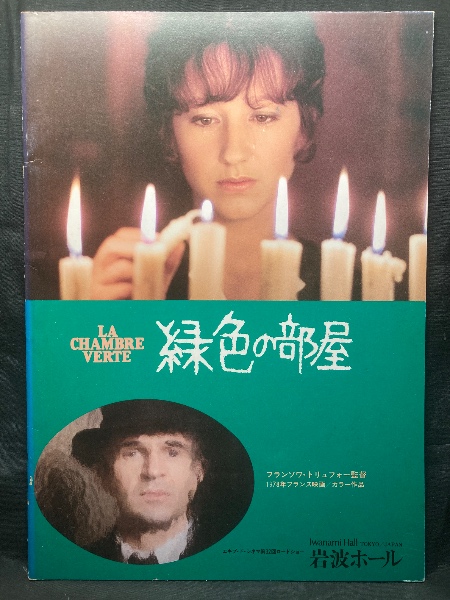 LA
CHAMBRE
VERTE
緑色の部屋
フランソワ・トリュフォー監督
1978年フランス映画/カラー作品
Iwanami Hall
岩波ホール